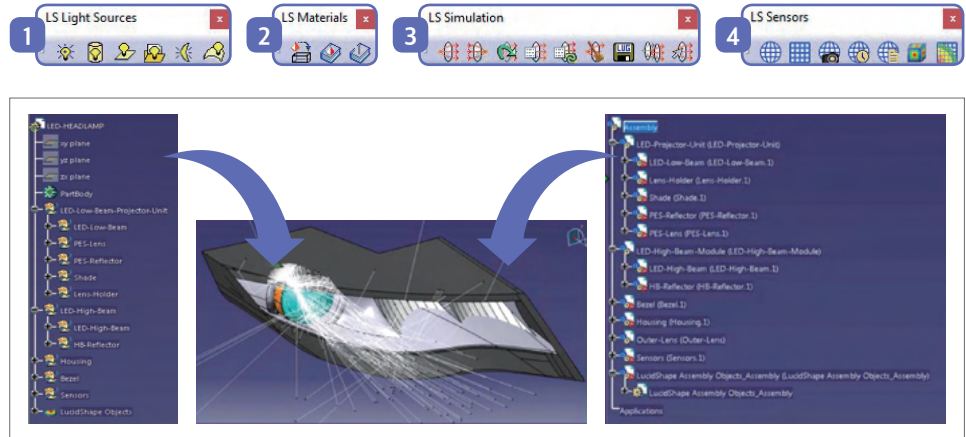 1
LS Light Sources
x
2
LS Materials
x
3
LS Simulation
x
LOG
4
LS Sensors
x
LED-HEADLAMP
xy plane
yz plane
zx plane
PartBody
LED-Low-Beam-Projector-Unit
LED-Low-Beam
PES-Lens
PES-Reflector
Shade
Lens-Holder
LED-High-Beam
LED-High-Beam
HB-Reflector
Housing
Bezel
Sensors
LucidShape Objects
Assembly
LED-Projector-Unit (LED-Projector-Unit)
LED-Low-Beam (LED-Low-Beam.1)
Lens-Holder (Lens-Holder.1)
Shade (Shade.1)
PES-Reflector (PES-Reflector.1)
PES-Lens (PES-Lens.1)
LED-High-Beam-Module (LED-High-Beam-Module)
LED-High-Beam (LED-High-Beam.1)
HB-Reflector (HB-Reflector.1)
Bezel (Bezel.1)
Housing (Housing.1)
Outer-Lens (Outer-Lens)
Sensors (Sensors.1)
LucidShape Assembly Objects_Assembly (LucidShape Assembly Objects_Assembly)
LucidShape Assembly Objects_Assembly
Applications